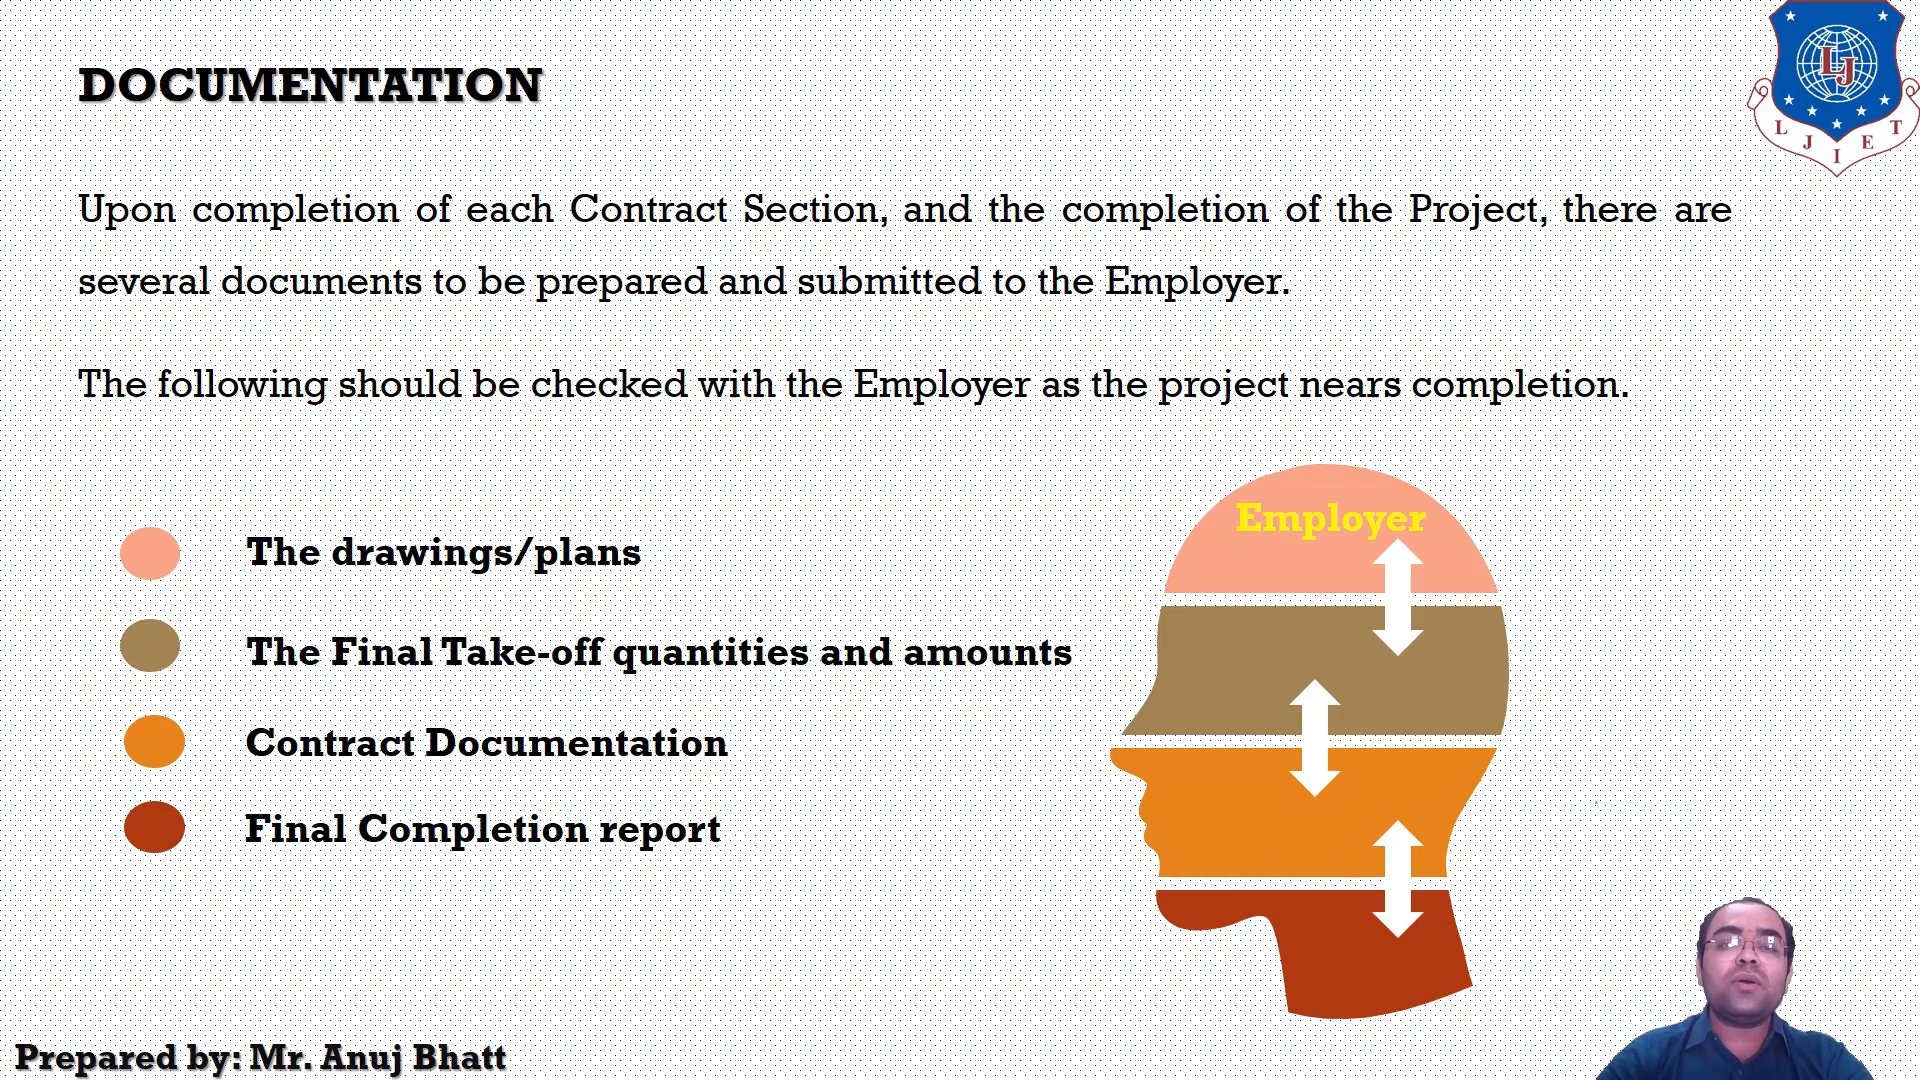 DOCUMENTATION
Upon completion of each Contract Section, and the completion of the Project, there are
several documents to be prepared and submitted to the Employer.
The following should be checked with the Employer as the project nears completion.
The drawings/plans
The Final Take-off quantities and amounts
Contract Documentation
Final Completion report
Employer
LJ
L J I E T
Prepared by: Mr. Anuj Bhatt